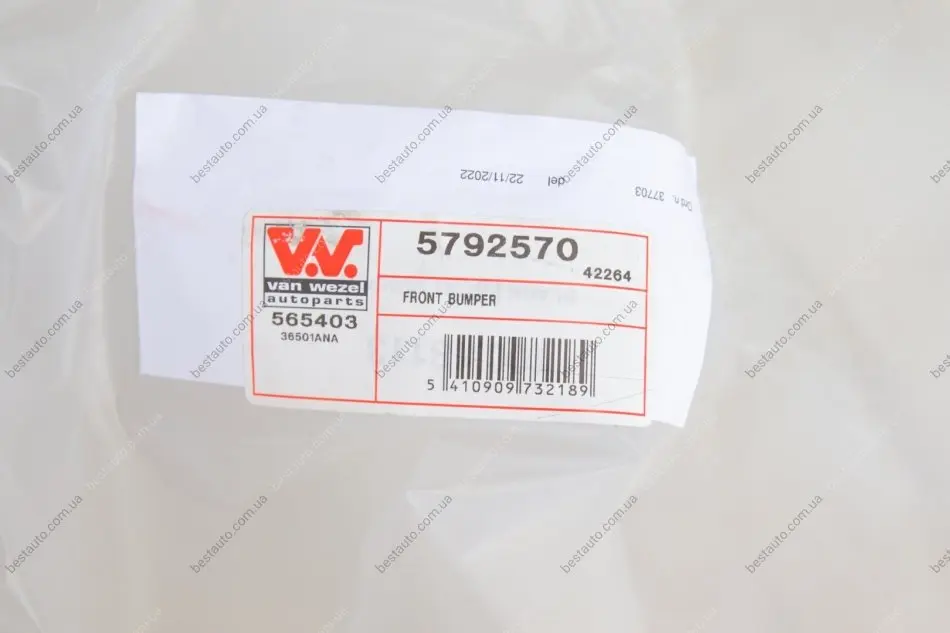 Ord n. 37703
del 22/11/2022
V.V.
van wezel
autoparts
565403
36501ANA
5792570
42264
FRONT BUMPER
5 410909 732189
bestauto.com.ua